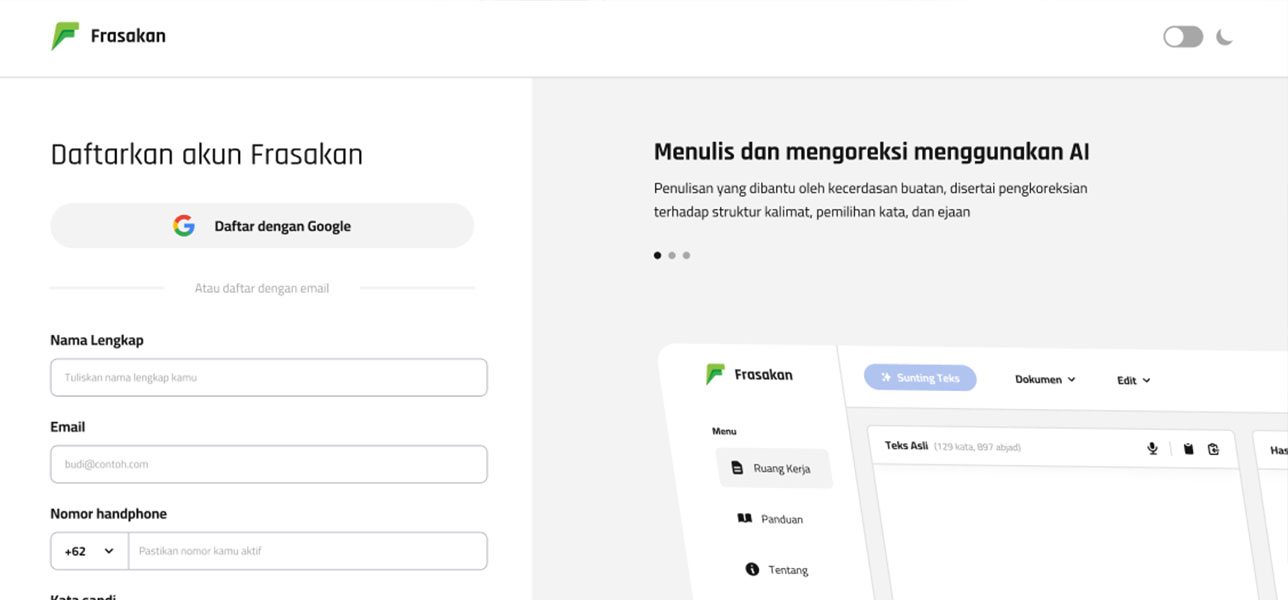 Frasakan
Daftarkan akun Frasakan
Daftar dengan Google
Atau daftar dengan email
Nama Lengkap
Tuliskan nama lengkap kamu
Email
budi@contoh.com
Nomor handphone
+62
Pastikan nomor kamu aktif
Kata sandi
Menulis dan mengoreksi menggunakan AI
Penulisan yang dibantu oleh kecerdasan buatan, disertai pengkoreksian
terhadap struktur kalimat, pemilihan kata, dan ejaan
Frasakan
Sunting Teks
Dokumen
Edit
Menu
Ruang Kerja
Panduan
Tentang
Teks Asli (129 kata, 897 abjad)
Has